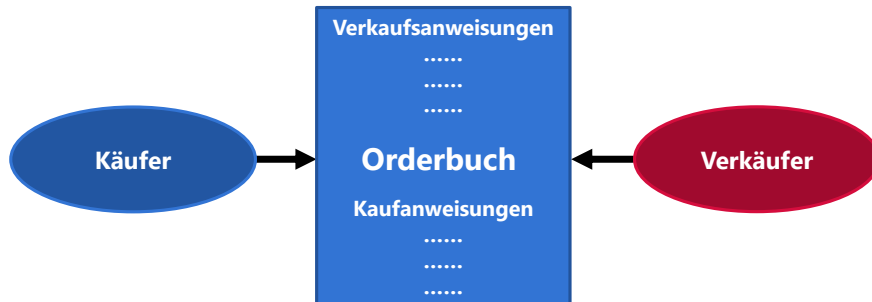 Verkaufsanweisungen
......
......
......
Käufer
Orderbuch
Verkäufer
Kaufanweisungen
......
......
......